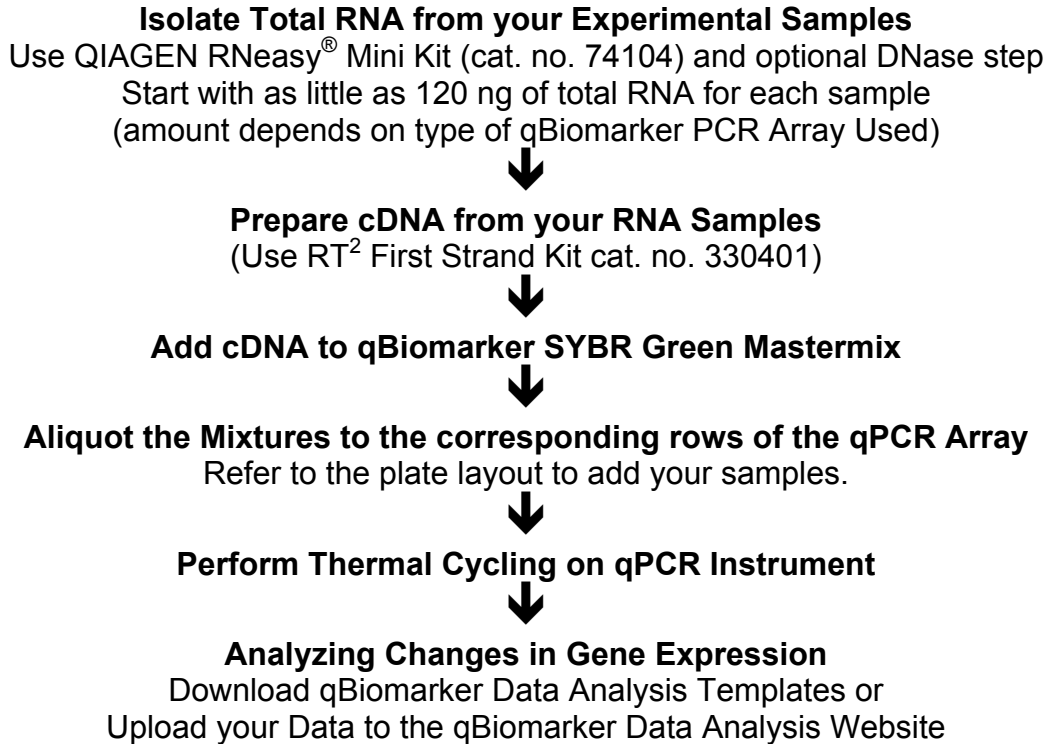 Isolate Total RNA from your Experimental Samples
Use QIAGEN RNeasy® Mini Kit (cat. no. 74104) and optional DNase step
Start with as little as 120 ng of total RNA for each sample
(amount depends on type of qBiomarker PCR Array Used)
Prepare cDNA from your RNA Samples
(Use RT² First Strand Kit cat. no. 330401)
Add cDNA to qBiomarker SYBR Green Mastermix
Aliquot the Mixtures to the corresponding rows of the qPCR Array
Refer to the plate layout to add your samples.
Perform Thermal Cycling on qPCR Instrument
Analyzing Changes in Gene Expression
Download qBiomarker Data Analysis Templates or
Upload your Data to the qBiomarker Data Analysis Website